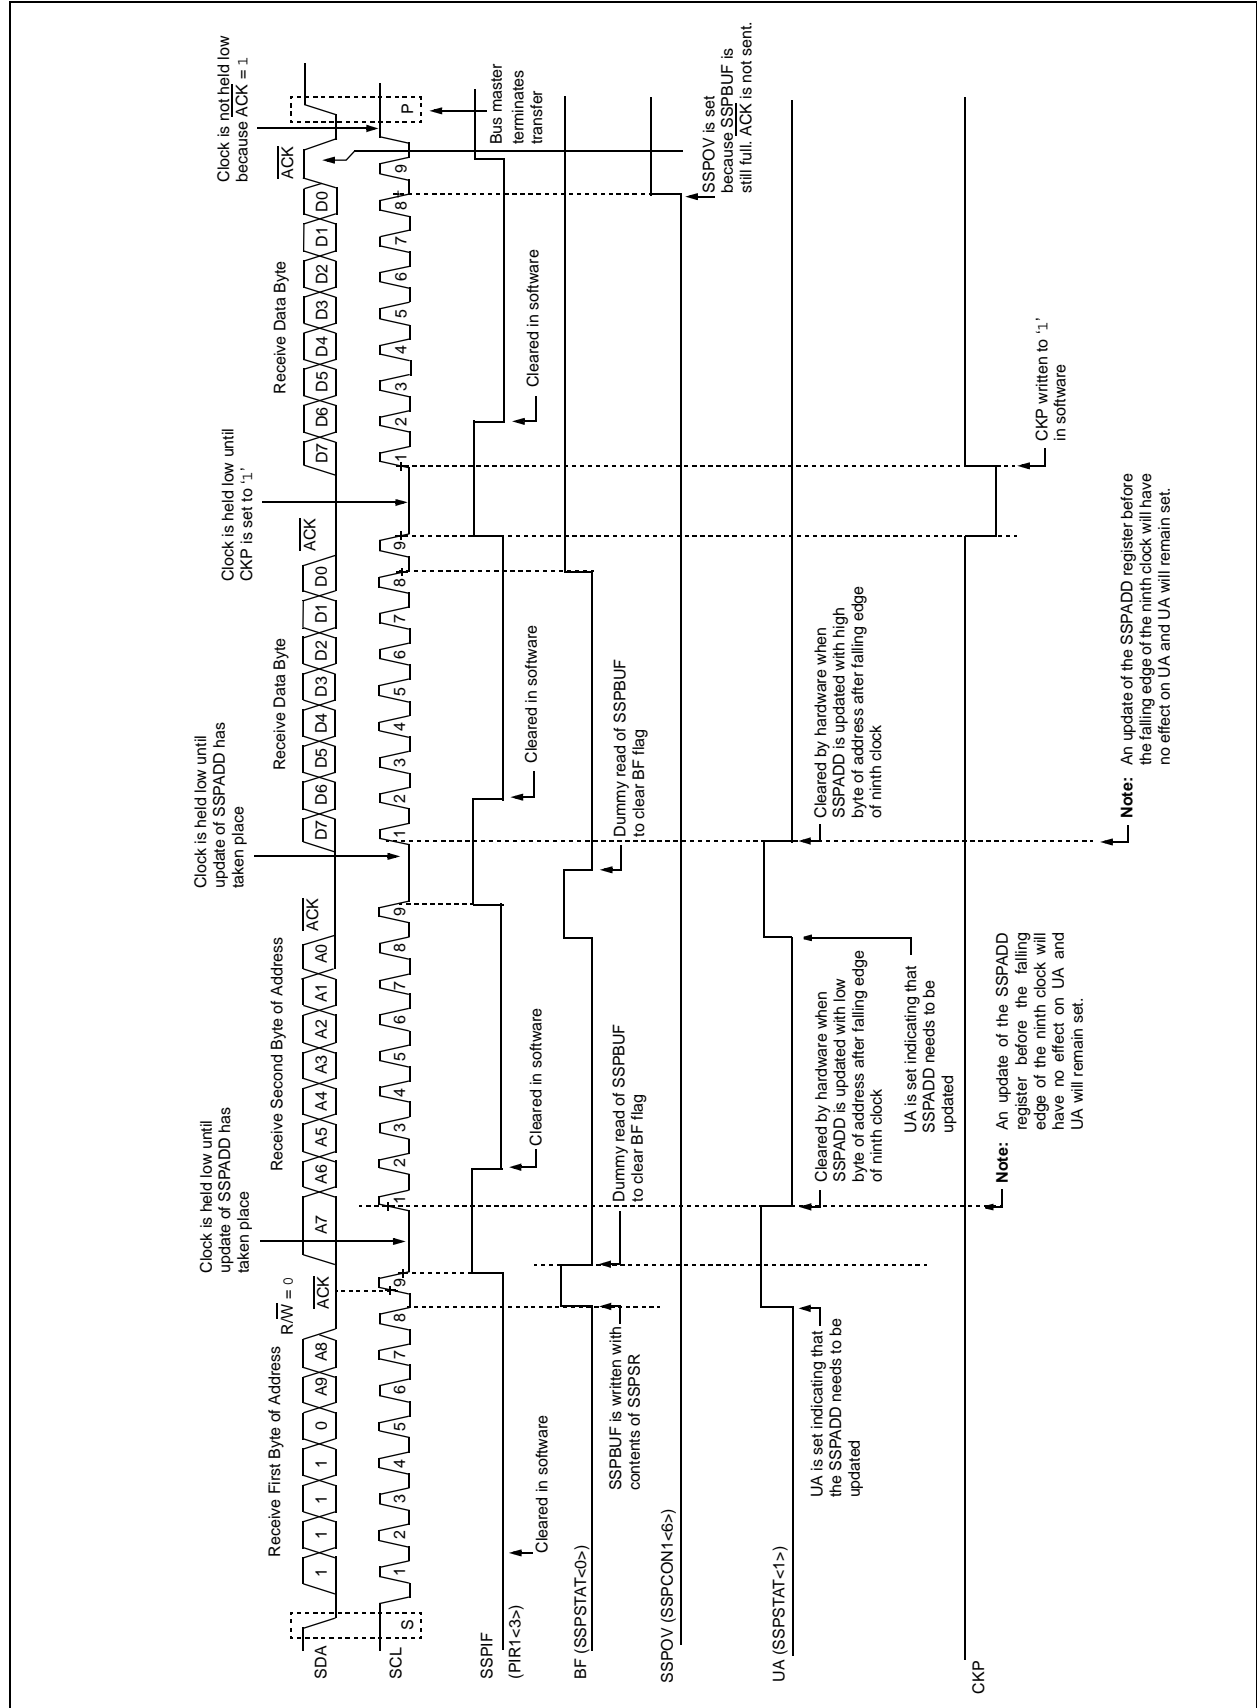 Clock is held low until
update of SSPADD has
taken place
Clock is held low until
update of SSPADD has
taken place
Clock is held low until
CKP is set to ‘1’
Clock is not held low
because ACK = 1
Receive First Byte of Address
R/W = 0
ACK
Receive Second Byte of Address
ACK
Receive Data Byte
ACK
Receive Data Byte
ACK
SDA
1 1 1 1 0 A9 A8
A7 A6 A5 A4 A3 A2 A1 A0
D7 D6 D5 D4 D3 D2 D1 D0
D7 D6 D5 D4 D3 D2 D1 D0
SCL
S
1 2 3 4 5 6 7 8 9
1 2 3 4 5 6 7 8 9
1 2 3 4 5 6 7 8 9
1 2 3 4 5 6 7 8 9
P
Bus master
terminates
transfer
SSPIF
(PIR1<3>)
Cleared in software
Cleared in software
Cleared in software
Cleared in software
BF (SSPSTAT<0>)
SSPBUF is written with
contents of SSPSR
Dummy read of SSPBUF
to clear BF flag
Dummy read of SSPBUF
to clear BF flag
SSPOV (SSPCON1<6>)
SSPOV is set
because SSPBUF is
still full. ACK is not sent.
UA (SSPSTAT<1>)
UA is set indicating that
the SSPADD needs to be
updated
Cleared by hardware when
SSPADD is updated with low
byte of address after falling edge
of ninth clock
UA is set indicating that
SSPADD needs to be
updated
Cleared by hardware when
SSPADD is updated with high
byte of address after falling edge
of ninth clock
CKP
CKP written to ‘1’
in software
Note: An update of the SSPADD
register before the falling
edge of the ninth clock will
have no effect on UA and
UA will remain set.
Note: An update of the SSPADD register before
the falling edge of the ninth clock will have
no effect on UA and UA will remain set.